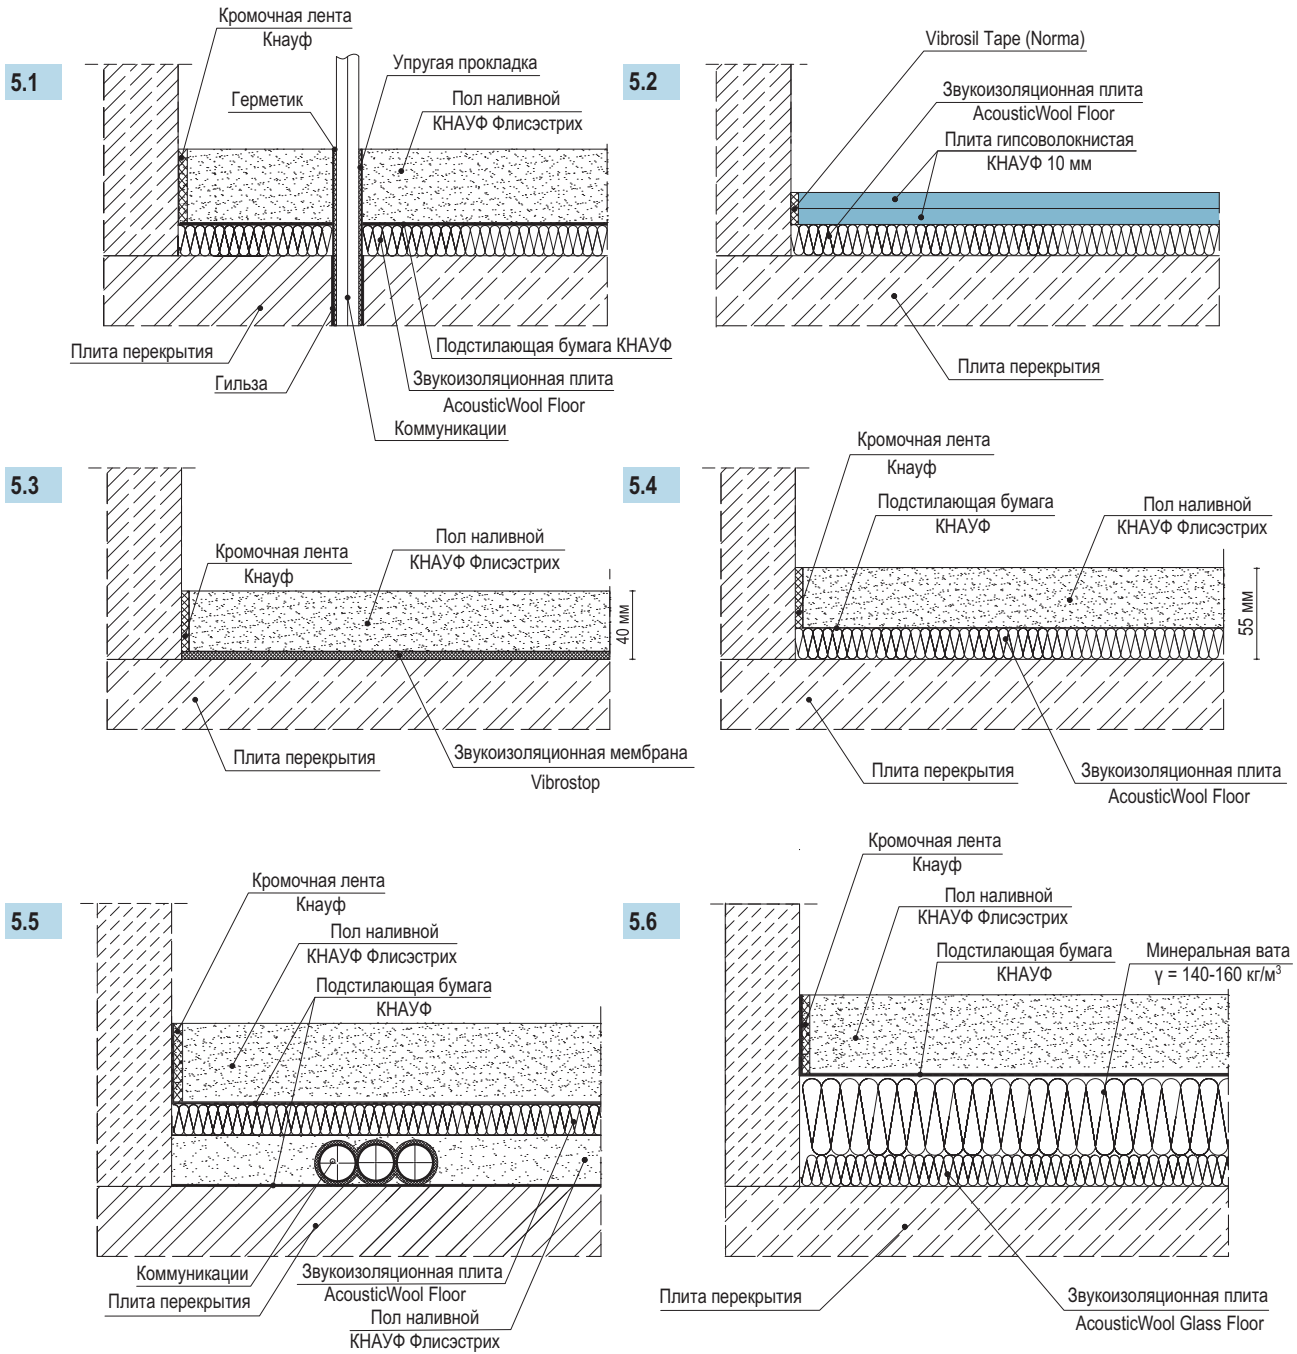 5.1
Кромочная лента
Кнауф
Герметик
Упругая прокладка
Пол наливной
КНАУФ Флисэстрих
Плита перекрытия
Гильза
Подстилающая бумага КНАУФ
Звукоизоляционная плита
AcousticWool Floor
Коммуникации
5.2
Vibrosil Tape (Norma)
Звукоизоляционная плита
AcousticWool Floor
Плита гипсоволокнистая
КНАУФ 10 мм
Плита перекрытия
5.3
Кромочная лента
Кнауф
Пол наливной
КНАУФ Флисэстрих
40 мм
Плита перекрытия
Звукоизоляционная мембрана
Vibrostop
5.4
Кромочная лента
Кнауф
Подстилающая бумага
КНАУФ
Пол наливной
КНАУФ Флисэстрих
55 мм
Плита перекрытия
Звукоизоляционная плита
AcousticWool Floor
5.5
Кромочная лента
Кнауф
Пол наливной
КНАУФ Флисэстрих
Подстилающая бумага
КНАУФ
Коммуникации
Плита перекрытия
Звукоизоляционная плита
AcousticWool Floor
Пол наливной
КНАУФ Флисэстрих
5.6
Кромочная лента
Кнауф
Пол наливной
КНАУФ Флисэстрих
Подстилающая бумага
КНАУФ
Минеральная вата
γ = 140-160 кг/м³
Плита перекрытия
Звукоизоляционная плита
AcousticWool Glass Floor